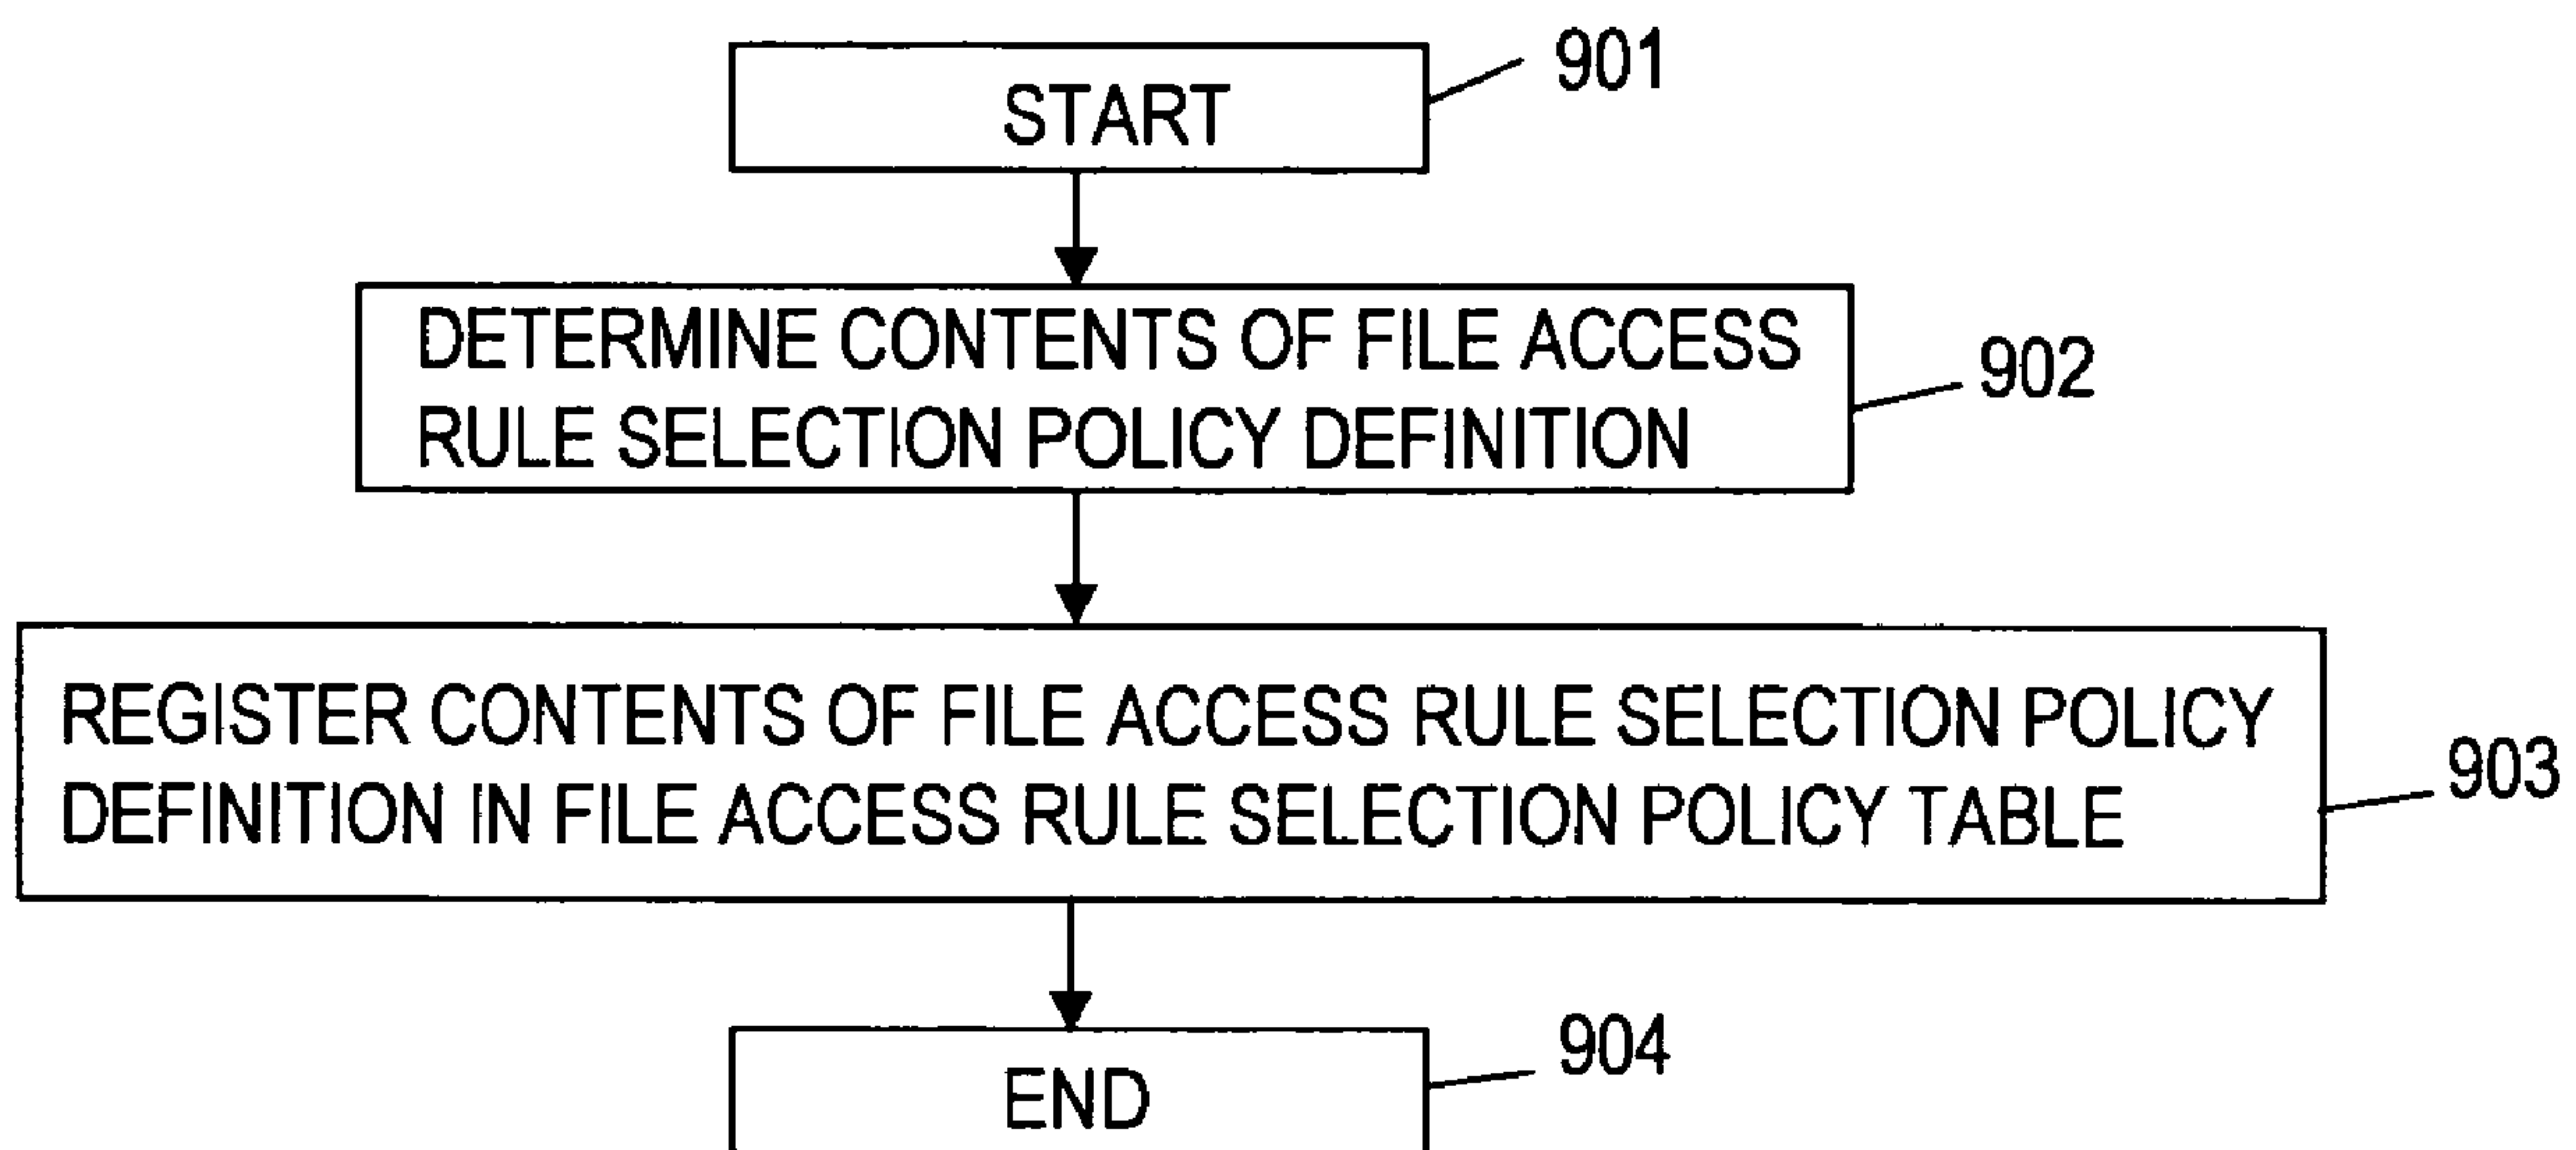 START
901
DETERMINE CONTENTS OF FILE ACCESS
RULE SELECTION POLICY DEFINITION
902
REGISTER CONTENTS OF FILE ACCESS RULE SELECTION POLICY
DEFINITION IN FILE ACCESS RULE SELECTION POLICY TABLE
903
END
904